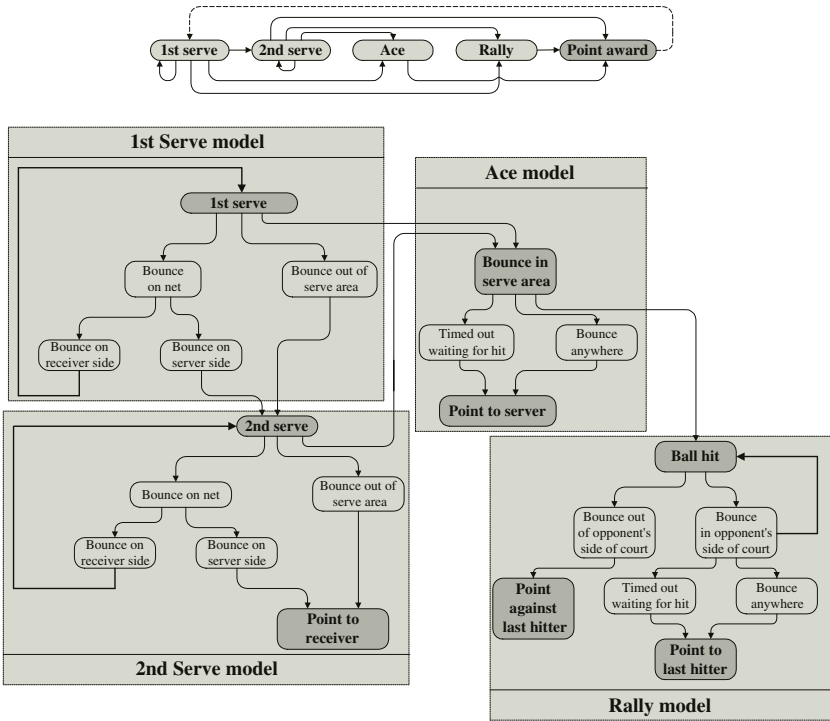 1st serve
2nd serve
Ace
Rally
Point award
1st Serve model
1st serve
Bounce
on net
Bounce out of
serve area
Bounce on
receiver side
Bounce on
server side
Ace model
Bounce in
serve area
Timed out
waiting for hit
Bounce
anywhere
Point to server
2nd serve
Bounce on net
Bounce out of
serve area
Bounce on
receiver side
Bounce on
server side
Point to
receiver
2nd Serve model
Ball hit
Bounce out
of opponent's
side of court
Bounce
in opponent's
side of court
Point
against
last hitter
Timed out
waiting for hit
Bounce
anywhere
Point to
last hitter
Rally model